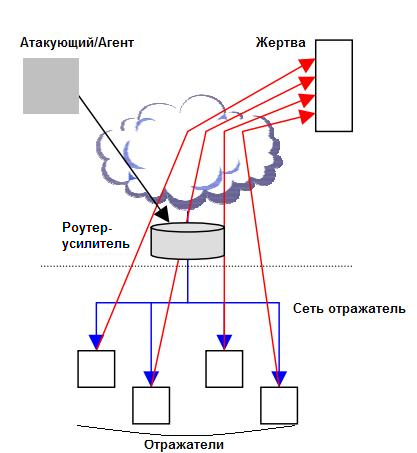 Атакующий/Агент
Жертва
Роутер-
усилитель
Сеть отражатель
Отражатели